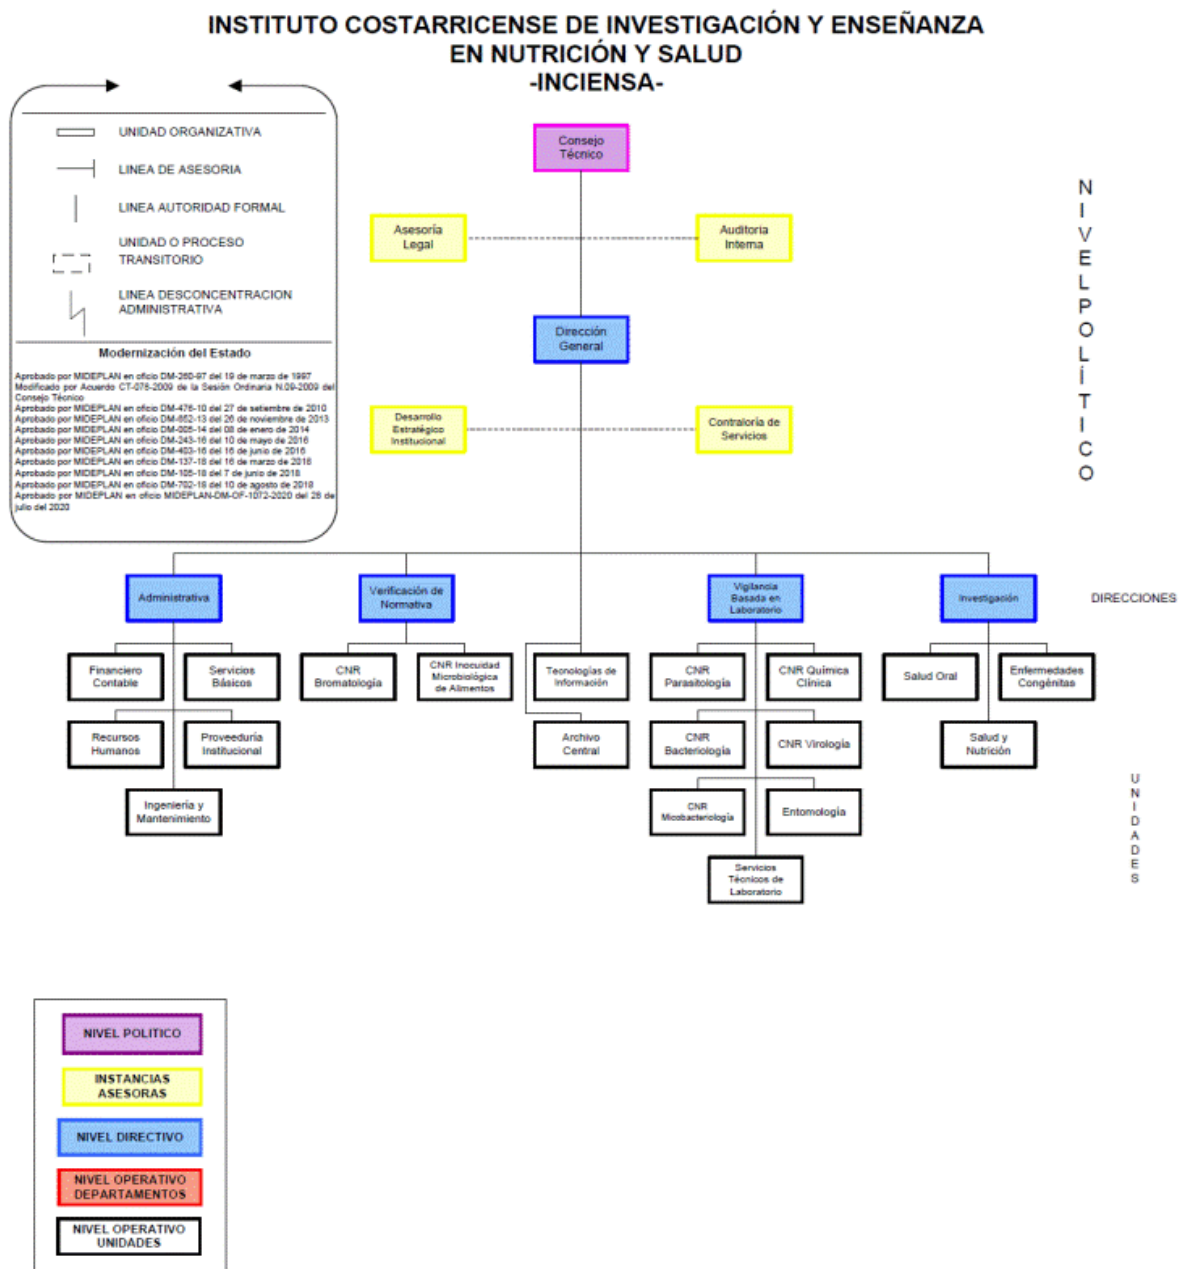 INSTITUTO COSTARRICENSE DE INVESTIGACIÓN Y ENSEÑANZA
EN NUTRICIÓN Y SALUD
-INCIENSA-
UNIDAD ORGANIZATIVA
LINEA DE ASESORIA
LINEA AUTORIDAD FORMAL
UNIDAD O PROCESO
TRANSITORIO
LINEA DESCONCENTRACION
ADMINISTRATIVA
Modernización del Estado
Aprobado por MIDEPLAN en oficio DM-260-97 del 19 de marzo de 1997
Modificado por Acuerdo CT-076-2009 de la Sesión Ordinaria N.09-2009 del
Consejo Técnico
Aprobado por MIDEPLAN en oficio DM-476-10 del 27 de setiembre de 2010
Aprobado por MIDEPLAN en oficio DM-652-13 del 26 de noviembre de 2013
Aprobado por MIDEPLAN en oficio DM-005-14 del 08 de enero de 2014
Aprobado por MIDEPLAN en oficio DM-243-16 del 10 de mayo de 2016
Aprobado por MIDEPLAN en oficio DM-403-16 del 16 de junio de 2016
Aprobado por MIDEPLAN en oficio DM-137-18 del 16 de marzo de 2018
Aprobado por MIDEPLAN en oficio DM-105-18 del 7 de junio de 2018
Aprobado por MIDEPLAN en oficio DM-702-18 del 10 de agosto de 2018
Aprobado por MIDEPLAN en oficio MIDEPLAN-DM-OF-1072-2020 del 28 de
julio del 2020
Consejo
Técnico
Asesoría
Legal
Auditoria
Interna
Dirección
General
Desarrollo
Estratégico
Institucional
Contraloría de
Servicios
NIVEL POLÍTICO
Administrativa
Verificación de
Normativa
Vigilancia
Basada en
Laboratorio
Investigación
DIRECCIONES
Financiero
Contable
Servicios
Básicos
CNR
Bromatología
CNR Inocuidad
Microbiológica
de Alimentos
Tecnologías de
Información
CNR
Parasitología
CNR Química
Clínica
Salud Oral
Enfermedades
Congénitas
Recursos
Humanos
Proveeduría
Institucional
Archivo
Central
CNR
Bacteriología
CNR Virología
Salud y
Nutrición
Ingeniería y
Mantenimiento
CNR
Micobacteriología
Entomología
Servicios
Técnicos de
Laboratorio
UNIDADES
NIVEL POLITICO
INSTANCIAS
ASESORAS
NIVEL DIRECTIVO
NIVEL OPERATIVO
DEPARTAMENTOS
NIVEL OPERATIVO
UNIDADES